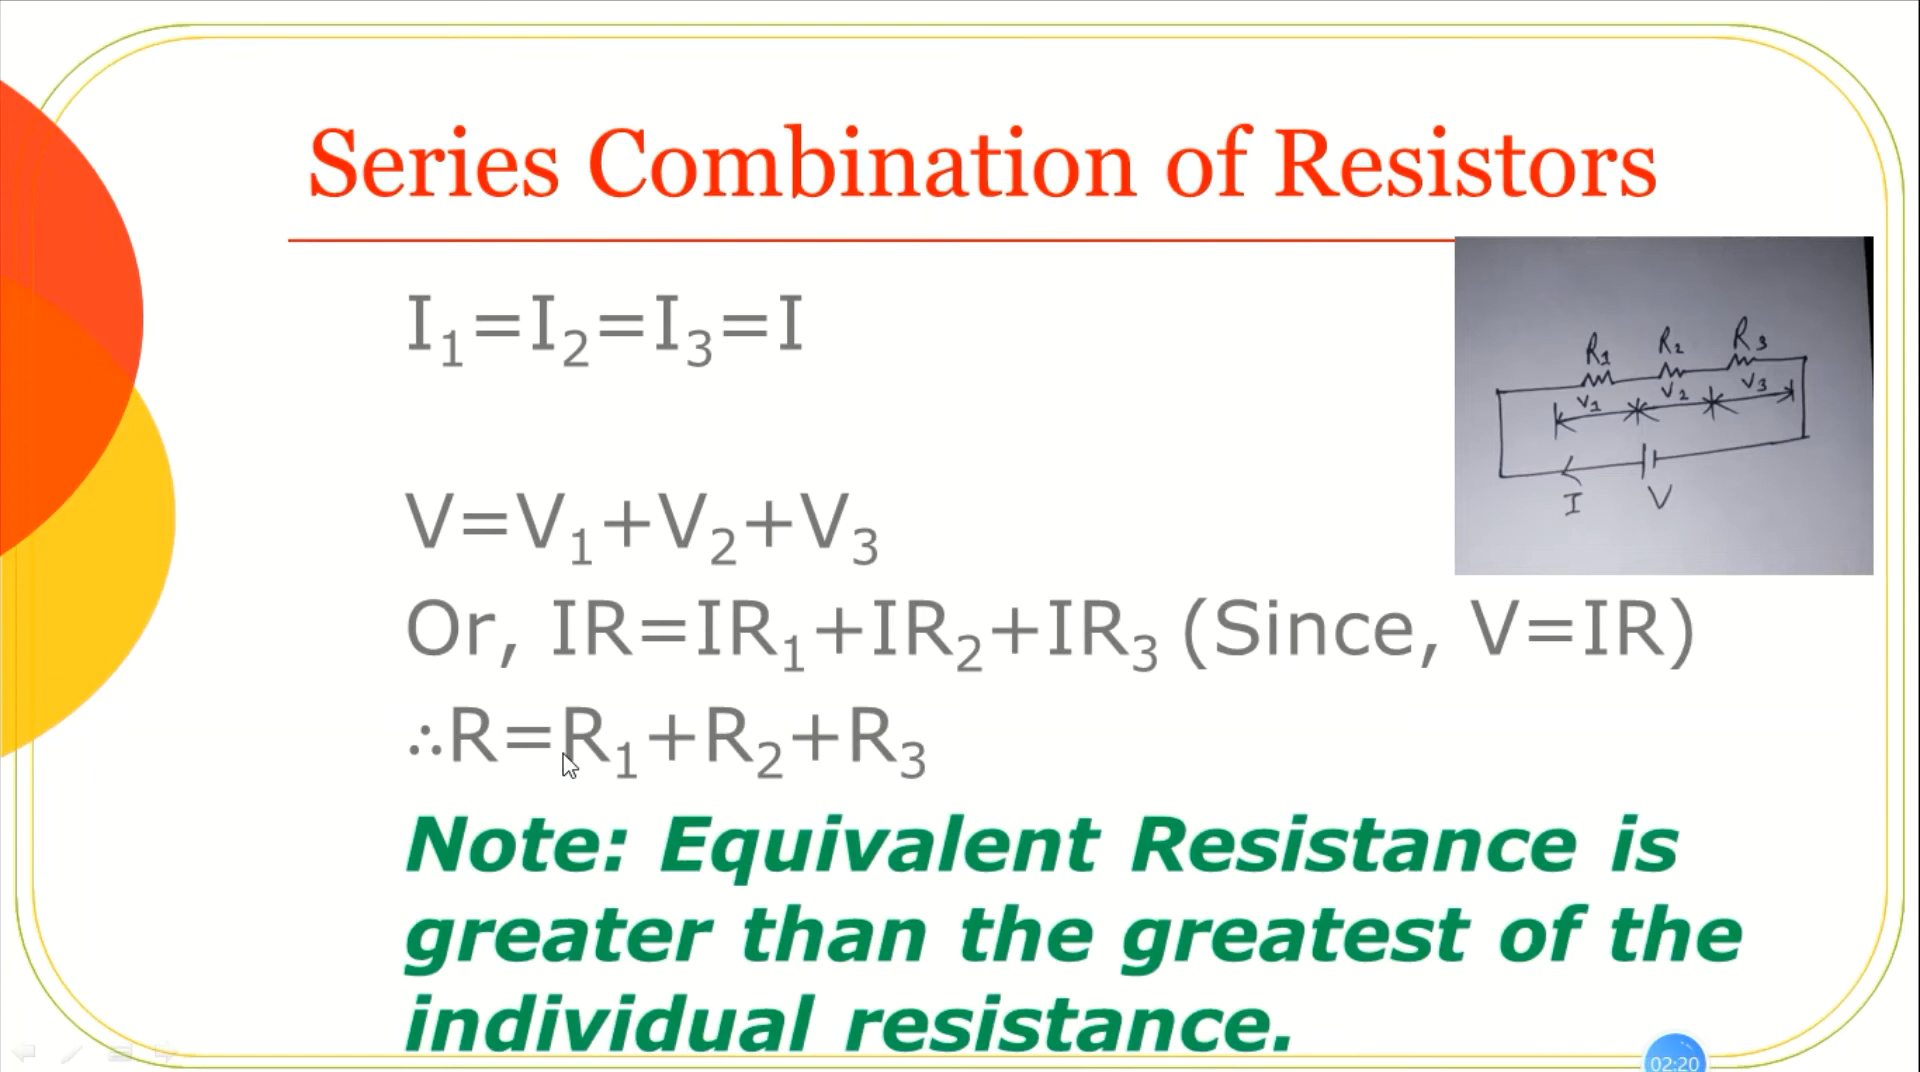 Series Combination of Resistors
I₁=I₂=I₃=I
R₁ R₂ R₃
V₁ V₂ V₃
I V
V=V₁+V₂+V₃
Or, IR=IR₁+IR₂+IR₃ (Since, V=IR)
∴R=R₁+R₂+R₃
Note: Equivalent Resistance is
greater than the greatest of the
individual resistance.
02:20